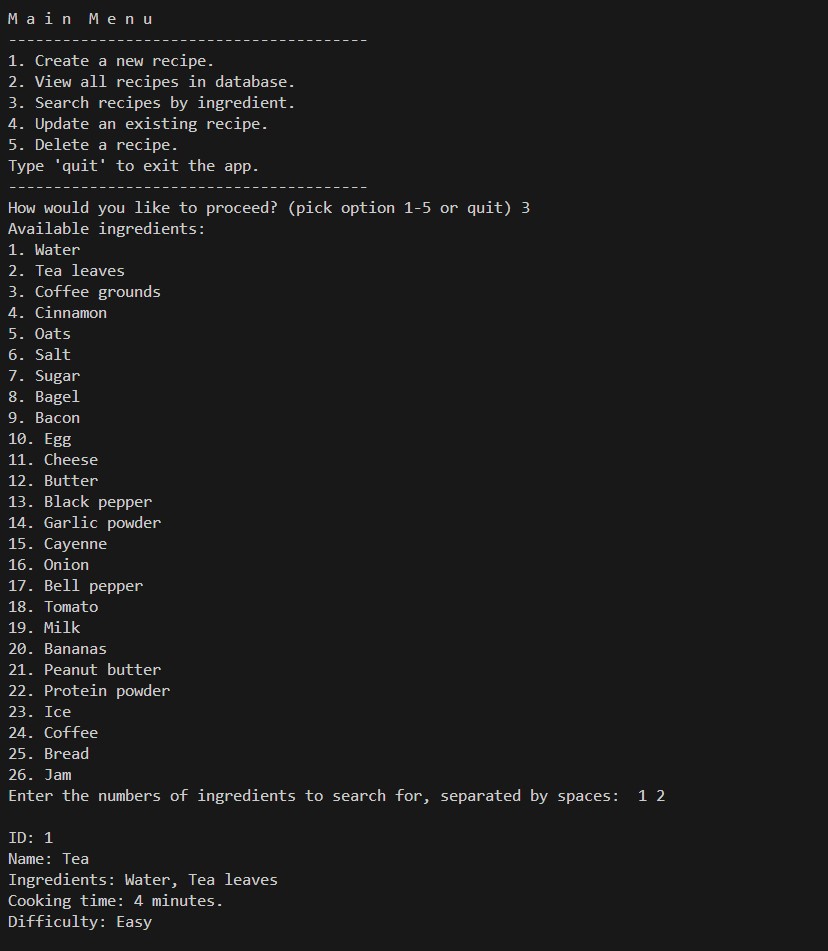 M a i n  M e n u
----------------------------------------
1. Create a new recipe.
2. View all recipes in database.
3. Search recipes by ingredient.
4. Update an existing recipe.
5. Delete a recipe.
Type 'quit' to exit the app.
----------------------------------------
How would you like to proceed? (pick option 1-5 or quit) 3
Available ingredients:
1. Water
2. Tea leaves
3. Coffee grounds
4. Cinnamon
5. Oats
6. Salt
7. Sugar
8. Bagel
9. Bacon
10. Egg
11. Cheese
12. Butter
13. Black pepper
14. Garlic powder
15. Cayenne
16. Onion
17. Bell pepper
18. Tomato
19. Milk
20. Bananas
21. Peanut butter
22. Protein powder
23. Ice
24. Coffee
25. Bread
26. Jam
Enter the numbers of ingredients to search for, separated by spaces:  1 2
ID: 1
Name: Tea
Ingredients: Water, Tea leaves
Cooking time: 4 minutes.
Difficulty: Easy